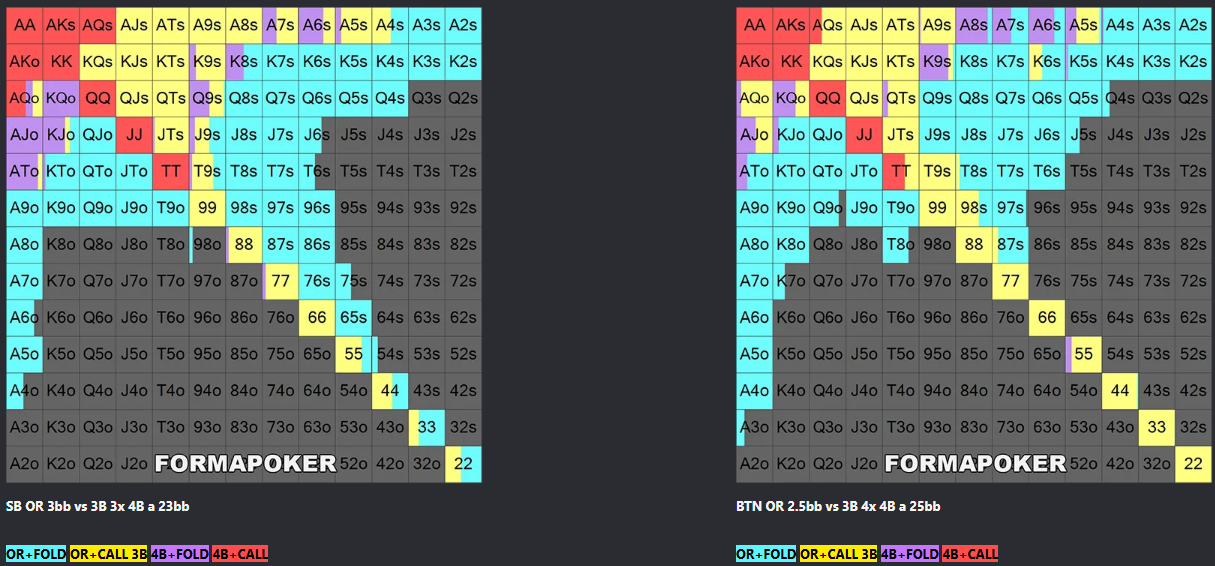 AA AKs AQs AJs ATs A9s A8s A7s A6s A5s A4s A3s A2s
AKo KK KQs KJs KTs K9s K8s K7s K6s K5s K4s K3s K2s
AQo KQo QQ QJs QTs Q9s Q8s Q7s Q6s Q5s Q4s Q3s Q2s
AJo KJo QJo JJ JTs J9s J8s J7s J6s J5s J4s J3s J2s
ATo KTo QTo JTo TT T9s T8s T7s T6s T5s T4s T3s T2s
A9o K9o Q9o J9o T9o 99 98s 97s 96s 95s 94s 93s 92s
A8o K8o Q8o J8o T8o 98o 88 87s 86s 85s 84s 83s 82s
A7o K7o Q7o J7o T7o 97o 87o 77 76s 75s 74s 73s 72s
A6o K6o Q6o J6o T6o 96o 86o 76o 66 65s 64s 63s 62s
A5o K5o Q5o J5o T5o 95o 85o 75o 65o 55 54s 53s 52s
A4o K4o Q4o J4o T4o 94o 84o 74o 64o 54o 44 43s 42s
A3o K3o Q3o J3o T3o 93o 83o 73o 63o 53o 43o 33 32s
A2o K2o Q2o J2o FORMAPOKER 52o 42o 32o 22
SB OR 3bb vs 3B 3x 4B a 23bb
OR+FOLD OR+CALL 3B 4B+FOLD 4B+CALL
AA AKs AQs AJs ATs A9s A8s A7s A6s A5s A4s A3s A2s
AKo KK KQs KJs KTs K9s K8s K7s K6s K5s K4s K3s K2s
AQo KQo QQ QJs QTs Q9s Q8s Q7s Q6s Q5s Q4s Q3s Q2s
AJo KJo QJo JJ JTs J9s J8s J7s J6s J5s J4s J3s J2s
ATo KTo QTo JTo TT T9s T8s T7s T6s T5s T4s T3s T2s
A9o K9o Q9o J9o T9o 99 98s 97s 96s 95s 94s 93s 92s
A8o K8o Q8o J8o T8o 98o 88 87s 86s 85s 84s 83s 82s
A7o K7o Q7o J7o T7o 97o 87o 77 76s 75s 74s 73s 72s
A6o K6o Q6o J6o T6o 96o 86o 76o 66 65s 64s 63s 62s
A5o K5o Q5o J5o T5o 95o 85o 75o 65o 55 54s 53s 52s
A4o K4o Q4o J4o T4o 94o 84o 74o 64o 54o 44 43s 42s
A3o K3o Q3o J3o T3o 93o 83o 73o 63o 53o 43o 33 32s
A2o K2o Q2o J2o FORMAPOKER 52o 42o 32o 22
BTN OR 2.5bb vs 3B 4x 4B a 25bb
OR+FOLD OR+CALL 3B 4B+FOLD 4B+CALL